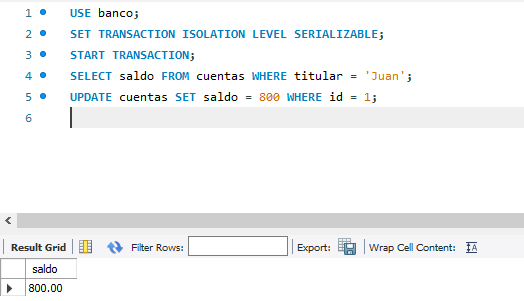 1 USE banco;
2 SET TRANSACTION ISOLATION LEVEL SERIALIZABLE;
3 START TRANSACTION;
4 SELECT saldo FROM cuentas WHERE titular = 'Juan';
5 UPDATE cuentas SET saldo = 800 WHERE id = 1;
6
Result Grid Filter Rows: Export: Wrap Cell Content: IA
saldo
800.00